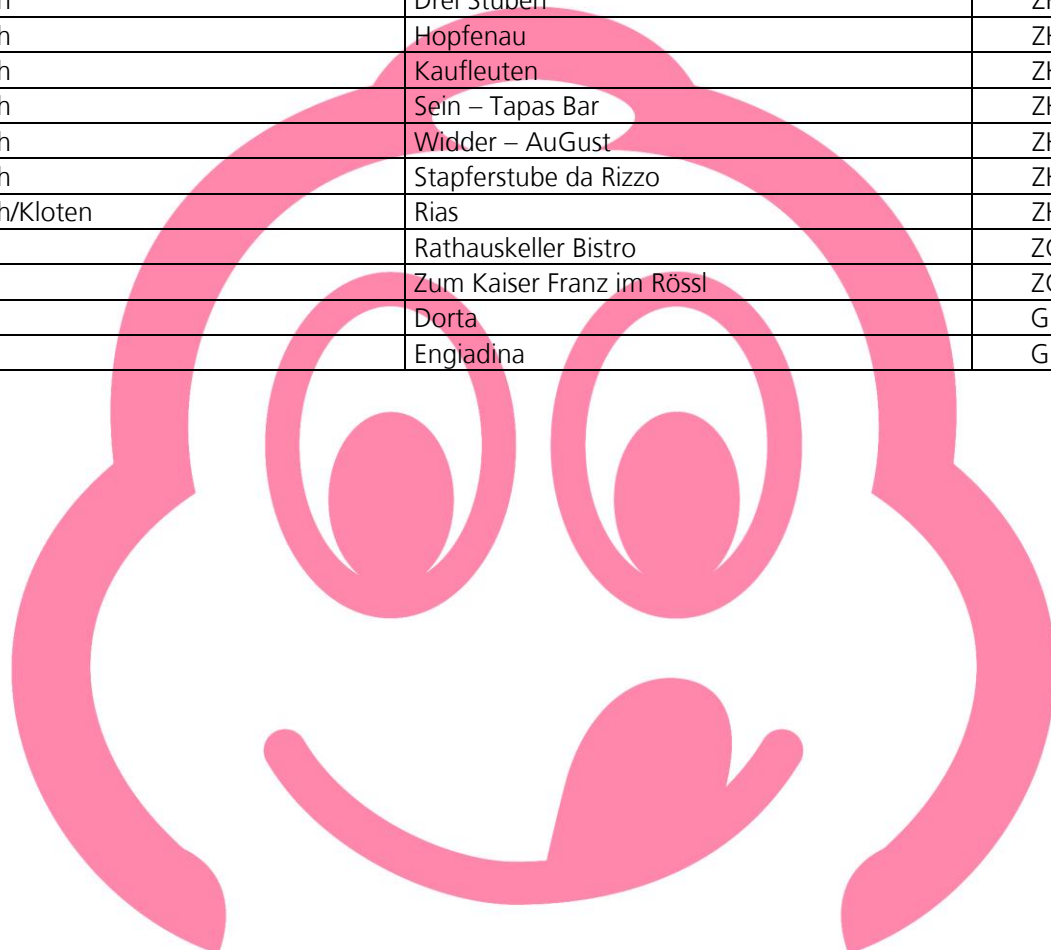 h Drei Stuben ZH
h Hopfenau ZH
h Kaufleuten ZH
h Sein – Tapas Bar ZH
h Widder – AuGust ZH
h Stapferstube da Rizzo ZH
h/Kloten Rias ZH
Rathauskeller Bistro ZG
Zum Kaiser Franz im Rössl ZG
Dorta G
Engiadina G